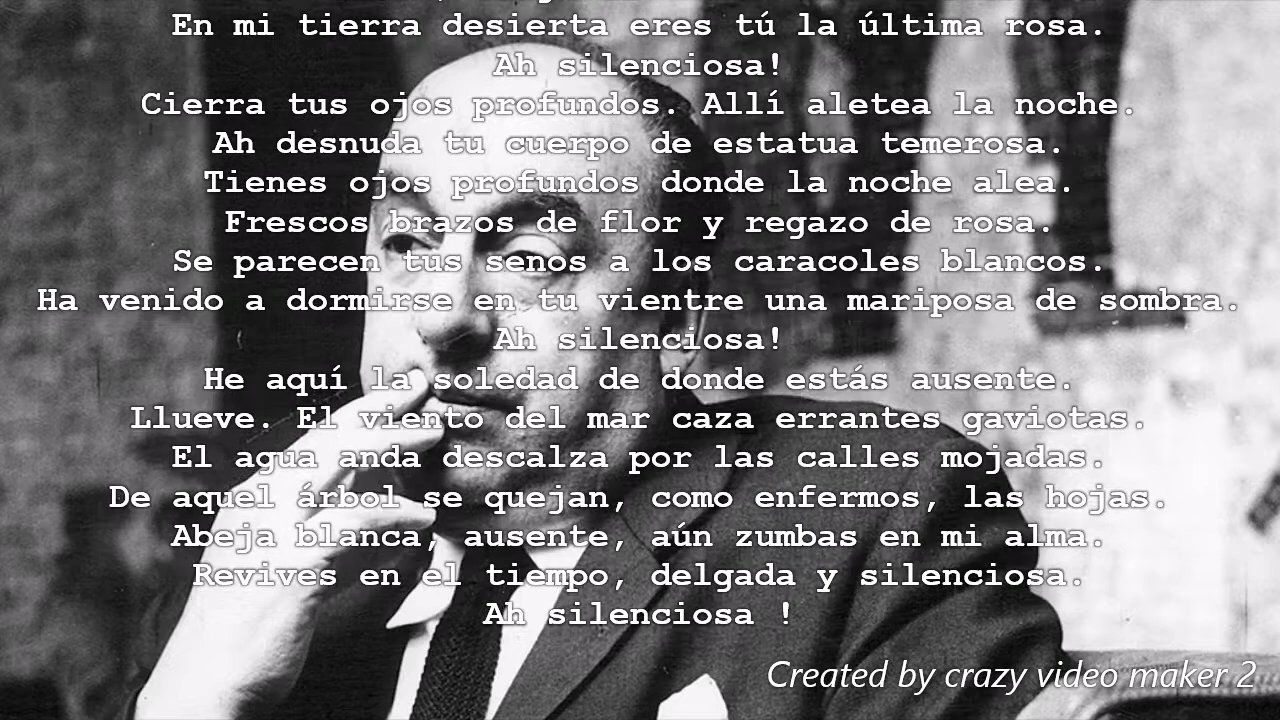 En mi tierra desierta eres tú la última rosa.
Ah silenciosa!
Cierra tus ojos profundos. Allí aletea la noche.
Ah desnuda tu cuerpo de estatua temerosa.
Tienes ojos profundos donde la noche alea.
Frescos brazos de flor y regazo de rosa.
Se parecen tus senos a los caracoles blancos.
Ha venido a dormirse en tu vientre una mariposa de sombra.
Ah silenciosa!
He aquí la soledad de donde estás ausente.
Llueve. El viento del mar caza errantes gaviotas.
El agua anda descalza por las calles mojadas.
De aquel árbol se quejan, como enfermos, las hojas.
Abeja blanca, ausente, aún zumbas en mi alma.
Revives en el tiempo, delgada y silenciosa.
Ah silenciosa !
Created by crazy video maker 2